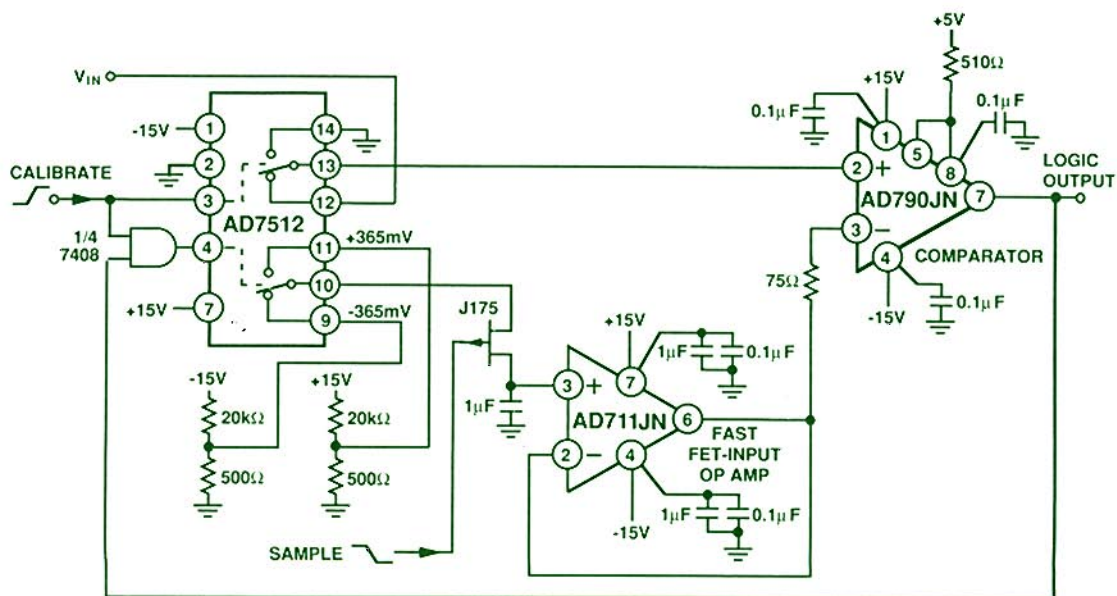 +5V
510Ω
V_IN
+15V
0.1μF
0.1μF
-15V
1
14
1
5
8
LOGIC
OUTPUT
2
13
2
+
CALIBRATE
3
12
7
AD7512
AD790JN
1/4
7408
4
11
+365mV
3
−
10
4
COMPARATOR
75Ω
+15V
7
9
-365mV
J175
-15V
0.1μF
+15V
1μF
0.1μF
-15V
+15V
3
+
7
20kΩ
20kΩ
1μF
AD711JN
6
FAST
FET-INPUT
OP AMP
2
−
4
500Ω
500Ω
-15V
1μF
0.1μF
SAMPLE